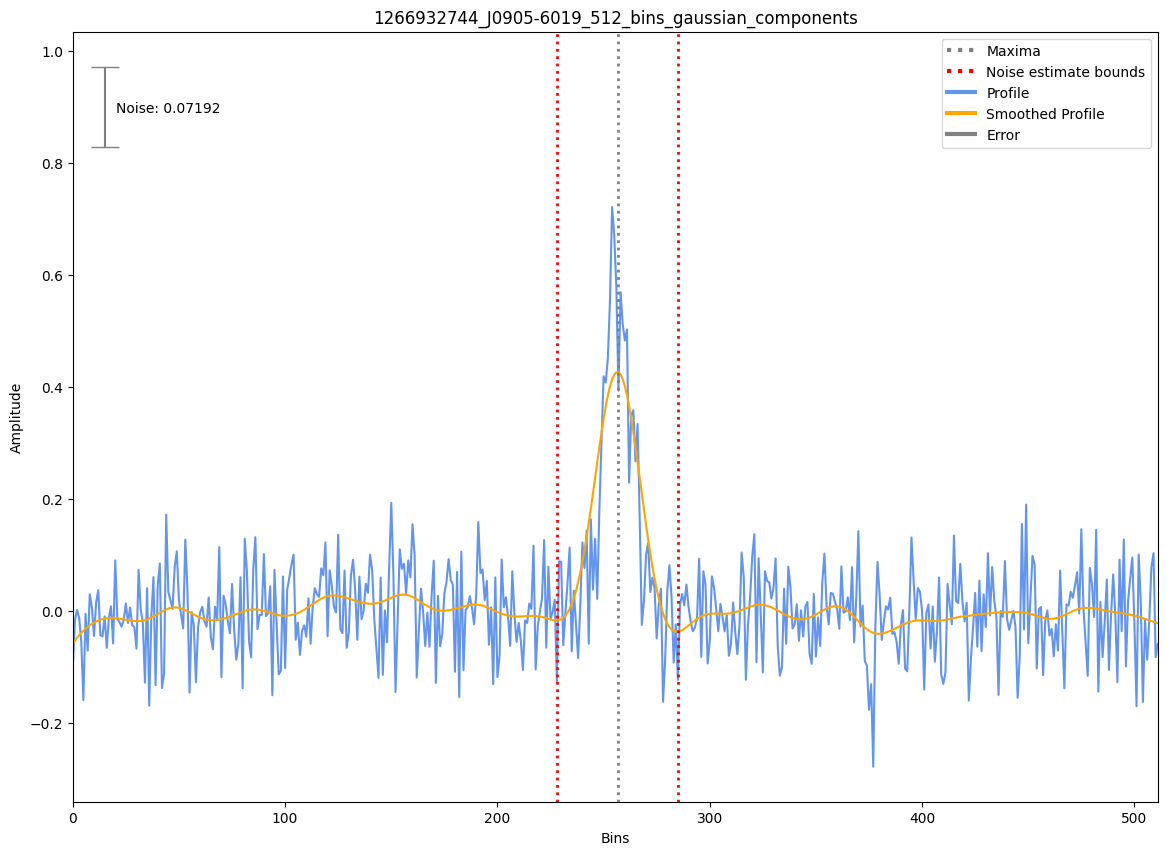 1266932744_J0905-6019_512_bins_gaussian_components
Maxima
Noise estimate bounds
Profile
Smoothed Profile
Error
Noise: 0.07192
1.0
0.8
0.6
0.4
0.2
0.0
−0.2
Amplitude
0 100 200 300 400 500
Bins